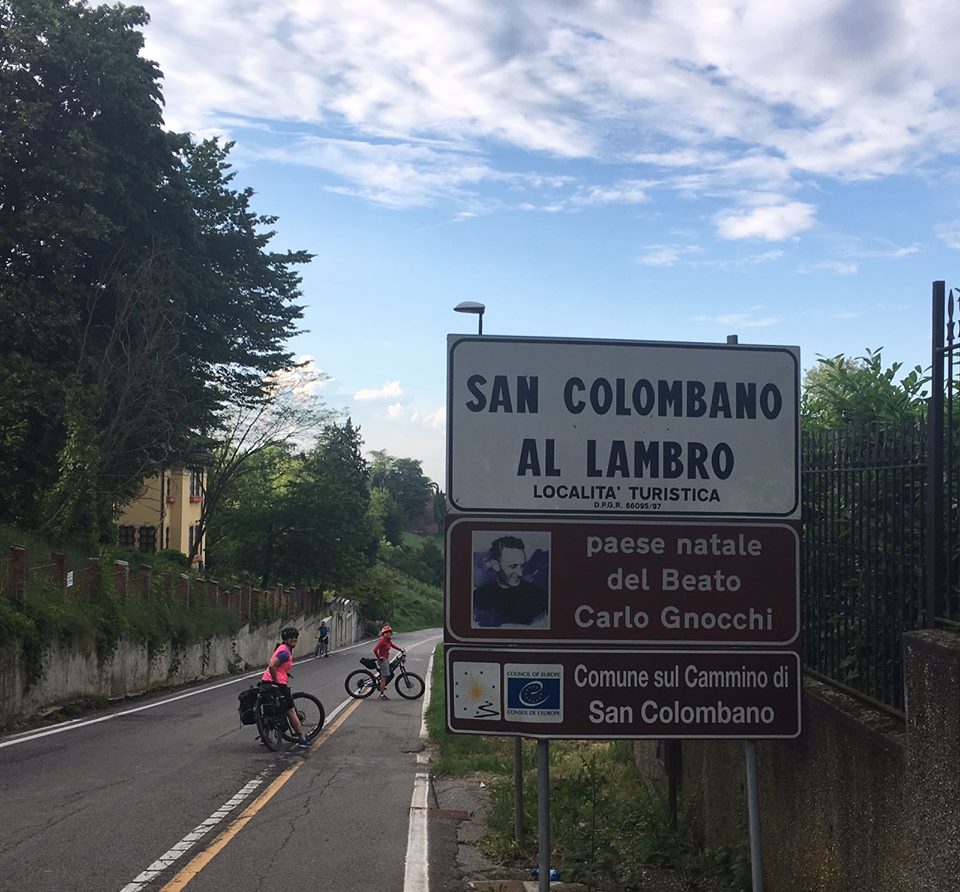 SAN COLOMBANO
AL LAMBRO
LOCALITA' TURISTICA
D.P.G.R. 66095/97
paese natale
del Beato
Carlo Gnocchi
COUNCIL OF EUROPE
CONSEIL DE L'EUROPE
Comune sul Cammino di
San Colombano